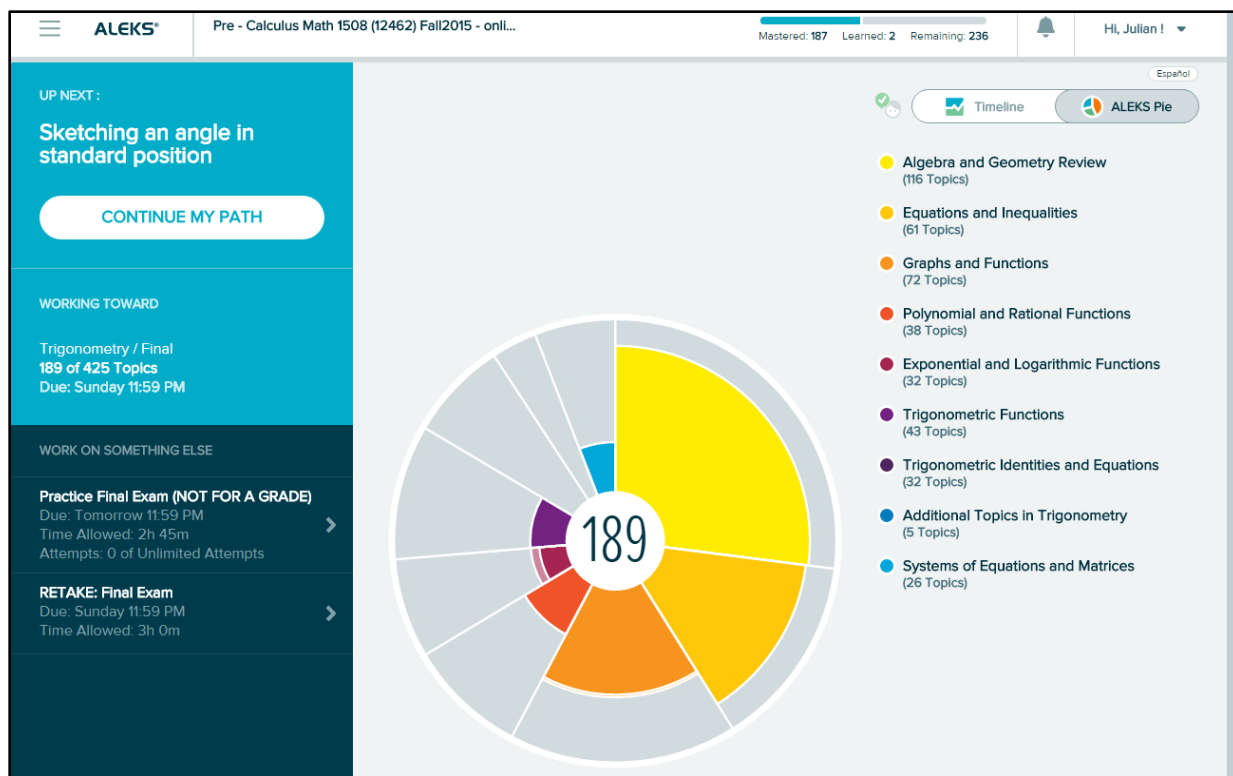 ALEKS®
Pre - Calculus Math 1508 (12462) Fall2015 - onli...
Mastered: 187 Learned: 2 Remaining: 236
Hi, Julian !
UP NEXT :
Sketching an angle in
standard position
CONTINUE MY PATH
WORKING TOWARD
Trigonometry / Final
189 of 425 Topics
Due: Sunday 11:59 PM
WORK ON SOMETHING ELSE
Practice Final Exam (NOT FOR A GRADE)
Due: Tomorrow 11:59 PM
Time Allowed: 2h 45m
Attempts: 0 of Unlimited Attempts
RETAKE: Final Exam
Due: Sunday 11:59 PM
Time Allowed: 3h 0m
189
Español
Timeline
ALEKS Pie
Algebra and Geometry Review
(116 Topics)
Equations and Inequalities
(61 Topics)
Graphs and Functions
(72 Topics)
Polynomial and Rational Functions
(38 Topics)
Exponential and Logarithmic Functions
(32 Topics)
Trigonometric Functions
(43 Topics)
Trigonometric Identities and Equations
(32 Topics)
Additional Topics in Trigonometry
(5 Topics)
Systems of Equations and Matrices
(26 Topics)